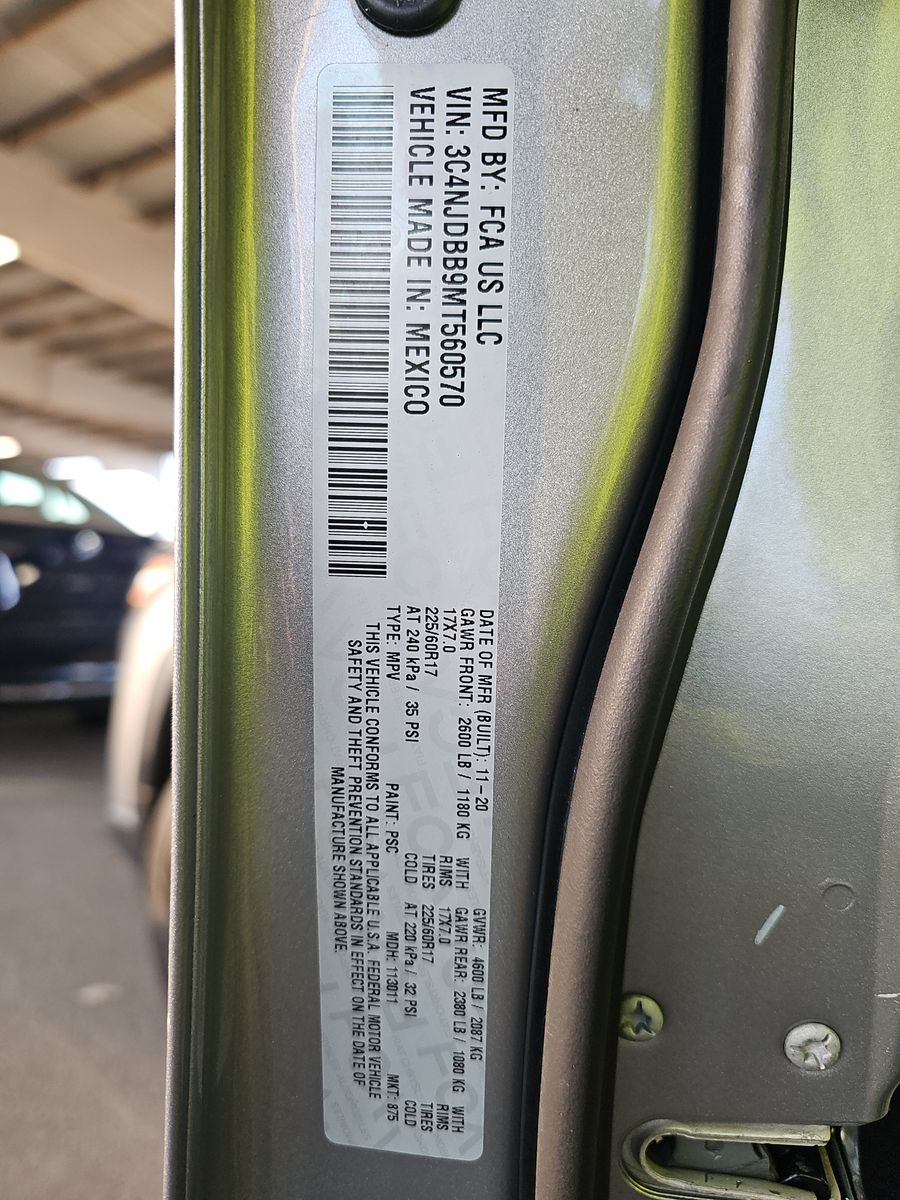 MFD BY: FCA US LLC
VIN: 3C4NJDBB9MT560570
VEHICLE MADE IN: MEXICO
DATE OF MFR (BUILT): 11-20 GVWR: 4600 LB / 2087 KG
GAWR FRONT: 2600 LB / 1180 KG WITH GAWR REAR: 2380 LB / 1080 KG WITH
17X7.0 RIMS 17X7.0 RIMS
225/60R17 TIRES 225/60R17 TIRES
AT 240 kPa / 35 PSI COLD AT 220 kPa / 32 PSI COLD
TYPE: MPV PAINT: PSC MDH: 113011 MKT: 875
THIS VEHICLE CONFORMS TO ALL APPLICABLE U.S.A. FEDERAL MOTOR VEHICLE
SAFETY AND THEFT PREVENTION STANDARDS IN EFFECT ON THE DATE OF
MANUFACTURE SHOWN ABOVE.